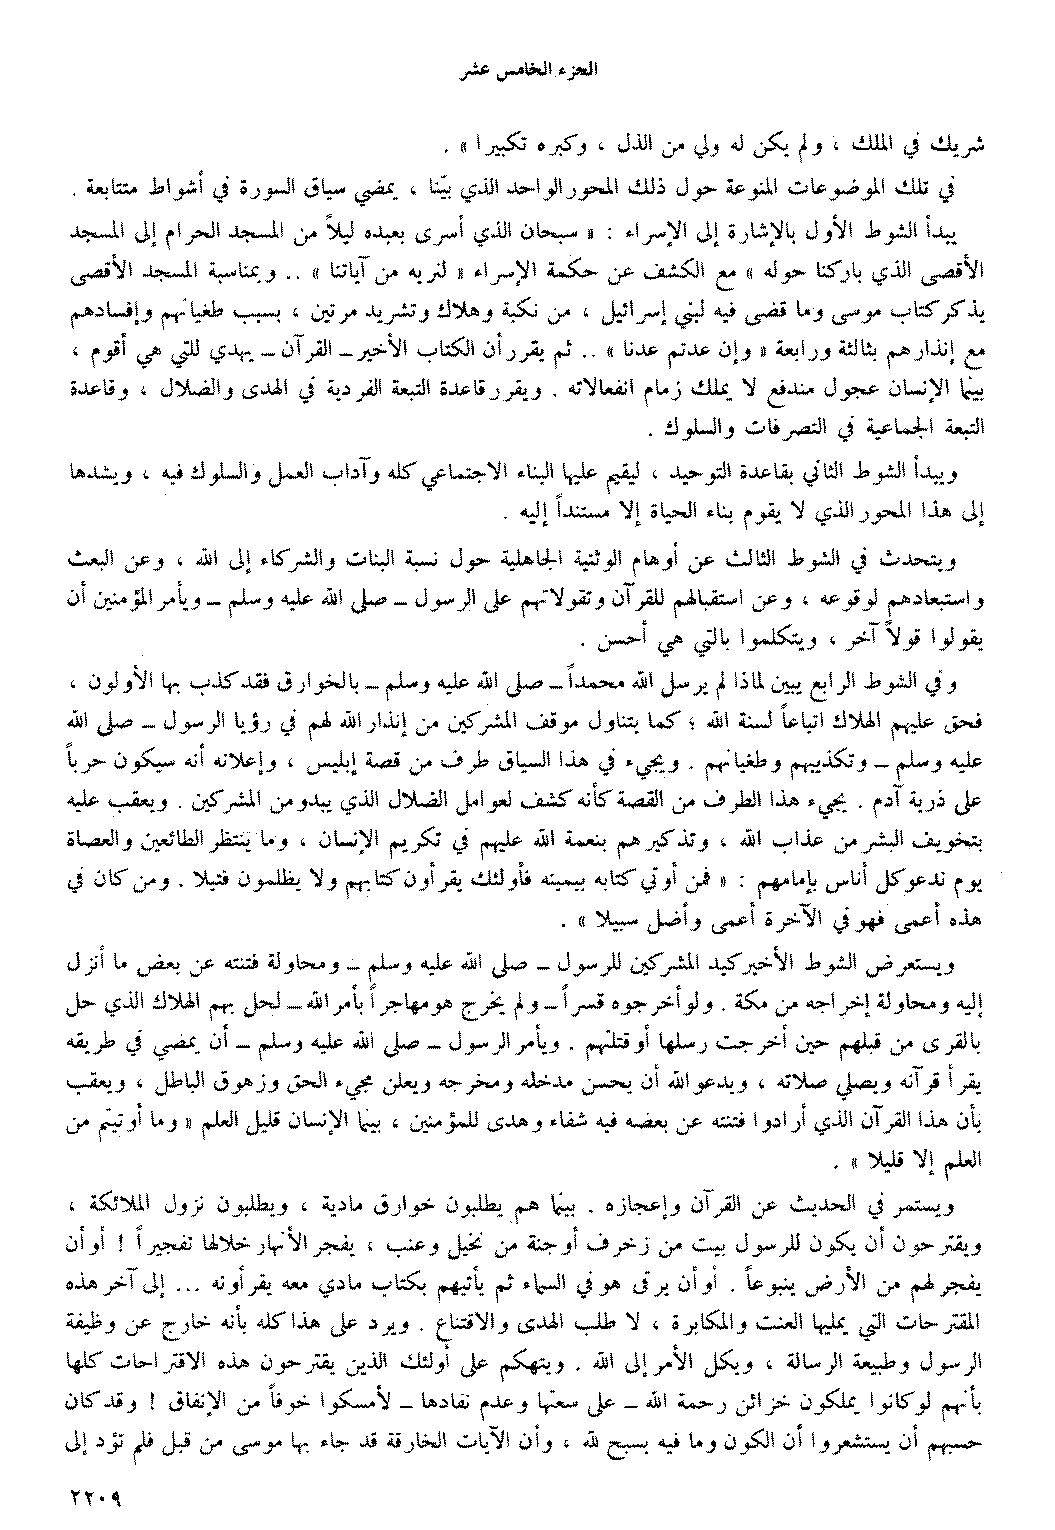 الجزء الخامس عشر
شريك في الملك ، ولم يكن له ولي من الذل ، وكبره تكبيرا » .
في تلك الموضوعات المنوعة حول ذلك المحور الواحد الذي بيّنا ، يمضي سياق السورة في أشواط متتابعة .
يبدأ الشوط الأول بالإشارة إلى الإسراء : « سبحان الذي أسرى بعبده ليلاً من المسجد الحرام إلى المسجد
الأقصى الذي باركنا حوله » مع الكشف عن حكمة الإسراء « لنريه من آياتنا » .. وبمناسبة المسجد الأقصى
يذكر كتاب موسى وما قضى فيه لبني إسرائيل ، من نكبة وهلاك وتشريد مرتين ، بسبب طغيانهم وإفسادهم
مع إنذارهم بثالثة ورابعة « وإن عدتم عدنا » .. ثم يقرر أن الكتاب الأخير – القرآن – يهدي للتي هي أقوم ،
بينما الإنسان عجول مندفع لا يملك زمام انفعالاته . ويقرر قاعدة التبعة الفردية في الهدى والضلال ، وقاعدة
التبعة الجماعية في التصرفات والسلوك .
ويبدأ الشوط الثاني بقاعدة التوحيد ، ليقيم عليها البناء الاجتماعي كله وآداب العمل والسلوك فيه ، ويشدها
إلى هذا المحور الذي لا يقوم بناء الحياة إلا مستنداً إليه .
ويتحدث في الشوط الثالث عن أوهام الوثنية الجاهلية حول نسبة البنات والشركاء إلى الله ، وعن البعث
واستبعادهم لوقوعه ، وعن استقبالهم للقرآن وتقولاتهم على الرسول – صلى الله عليه وسلم – ويأمر المؤمنين أن
يقولوا قولاً آخر ، ويتكلموا بالتي هي أحسن .
وفي الشوط الرابع يبين لماذا لم يرسل الله محمداً – صلى الله عليه وسلم – بالخوارق فقد كذب بها الأولون ،
فحق عليهم الهلاك اتباعاً لسنة الله ؛ كما يتناول موقف المشركين من إنذار الله لهم في رؤيا الرسول – صلى الله
عليه وسلم – وتكذيبهم وطغيانهم . ويجيء في هذا السياق طرف من قصة إبليس ، وإعلانه أنه سيكون حرباً
على ذرية آدم . يجيء هذا الطرف من القصة كأنه كشف لعوامل الضلال الذي يبدو من المشركين . ويعقب عليه
بتخويف البشر من عذاب الله ، وتذكيرهم بنعمة الله عليهم في تكريم الإنسان ، وما ينتظر الطائعين والعصاة
يوم ندعو كل أناس بإمامهم : « فمن أوتي كتابه بيمينه فأولئك يقرأون كتابهم ولا يظلمون فتيلا . ومن كان في
هذه أعمى فهو في الآخرة أعمى وأضل سبيلا » .
ويستعرض الشوط الأخير كيد المشركين للرسول – صلى الله عليه وسلم – ومحاولة فتنته عن بعض ما أنزل
إليه ومحاولة إخراجه من مكة . ولو أخرجوه قسراً – ولم يخرج هو مهاجراً بأمر الله – لحل بهم الهلاك الذي حل
بالقرى من قبلهم حين أخرجت رسلها أو قتلتهم . ويأمر الرسول – صلى الله عليه وسلم – أن يمضي في طريقه
يقرأ قرآنه ويصلي صلاته ، ويدعو الله أن يحسن مدخله ومخرجه ويعلن مجيء الحق وزهوق الباطل ، ويعقب
بأن هذا القرآن الذي أرادوا فتنته عن بعضه فيه شفاء وهدى للمؤمنين ، بينما الإنسان قليل العلم « وما أوتيتم من
العلم إلا قليلا » .
ويستمر في الحديث عن القرآن وإعجازه . بينما هم يطلبون خوارق مادية ، ويطلبون نزول الملائكة ،
ويقترحون أن يكون للرسول بيت من زخرف أو جنة من نخيل وعنب ، يفجر الأنهار خلالها تفجيراً ! أو أن
يفجر لهم من الأرض ينبوعاً . أو أن يرقى هو في السماء ثم يأتيهم بكتاب مادي معه يقرأونه ... إلى آخر هذه
المقترحات التي يمليها العنت والمكابرة ، لا طلب الهدى والاقتناع . ويرد على هذا كله بأنه خارج عن وظيفة
الرسول وطبيعة الرسالة ، ويكل الأمر إلى الله . ويتهكم على أولئك الذين يقترحون هذه الاقتراحات كلها
بأنهم لو كانوا يملكون خزائن رحمة الله – على سعتها وعدم نفادها – لأمسكوا خوفاً من الإنفاق ! وقد كان
حسبهم أن يستشعروا أن الكون وما فيه يسبح لله ، وأن الآيات الخارقة قد جاء بها موسى من قبل فلم تؤد إلى
٢٢٠٩